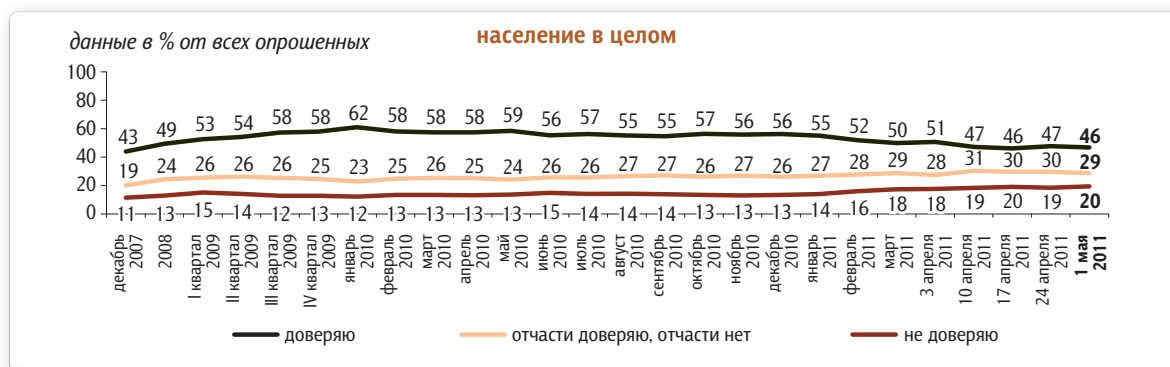 население в целом
данные в % от всех опрошенных
100
80
60
40
20
0
43 49 53 54 58 58 62 58 58 58 59 56 57 55 55 57 56 56 55 52 50 51 47 46 47 46
19 24 26 26 26 25 23 25 26 25 24 26 26 27 27 26 27 26 27 28 29 28 31 30 30 29
11 13 15 14 12 13 12 13 13 13 13 15 14 14 14 13 13 13 14 16 18 18 19 20 19 20
декабрь 2007
2008
I квартал 2009
II квартал 2009
III квартал 2009
IV квартал 2009
январь 2010
февраль 2010
март 2010
апрель 2010
май 2010
июнь 2010
июль 2010
август 2010
сентябрь 2010
октябрь 2010
ноябрь 2010
декабрь 2010
январь 2011
февраль 2011
март 2011
3 апреля 2011
10 апреля 2011
17 апреля 2011
24 апреля 2011
1 мая 2011
доверяю
отчасти доверяю, отчасти нет
не доверяю